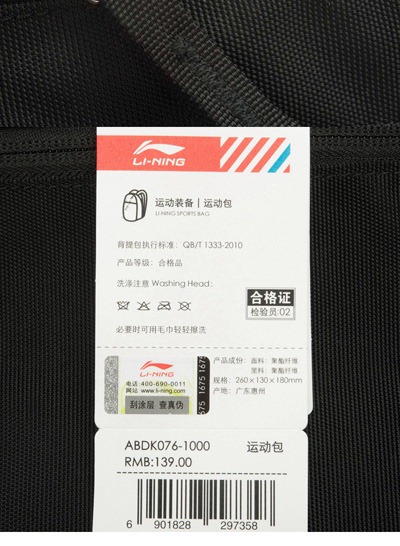 LI-NING
运动装备 | 运动包
LI-NING SPORTS BAG
背提包执行标准: QB/T 1333-2010
产品等级: 合格品
洗涤注意 Washing Head:
合格证
检验员:02
必要时可用毛巾轻轻擦洗
LI-NING
电话 400-690-0011
网站 www.li-ning.com
刮涂层 查真伪
1675 1675 1675
产品成份: 面料: 聚酯纤维
里料: 聚酯纤维
规格: 260×130×180mm
产地: 广东惠州
ABDK076-1000 运动包
RMB:139.00
6 901828 297358